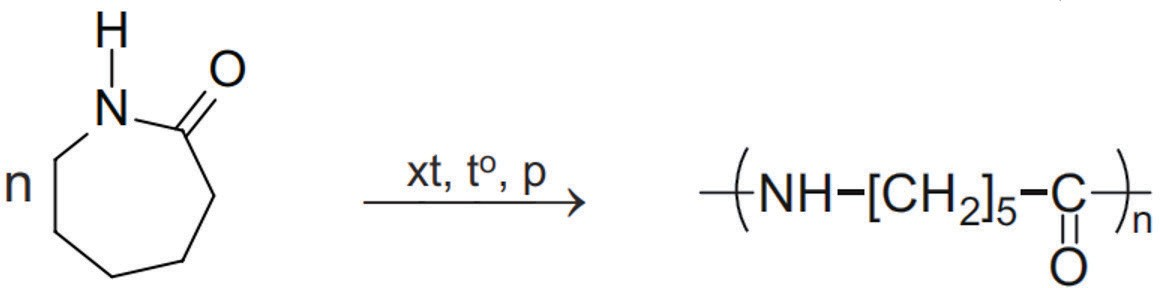 H
N
O
n
xt, tº, p
(NH–[CH₂]₅–C)ₙ
O